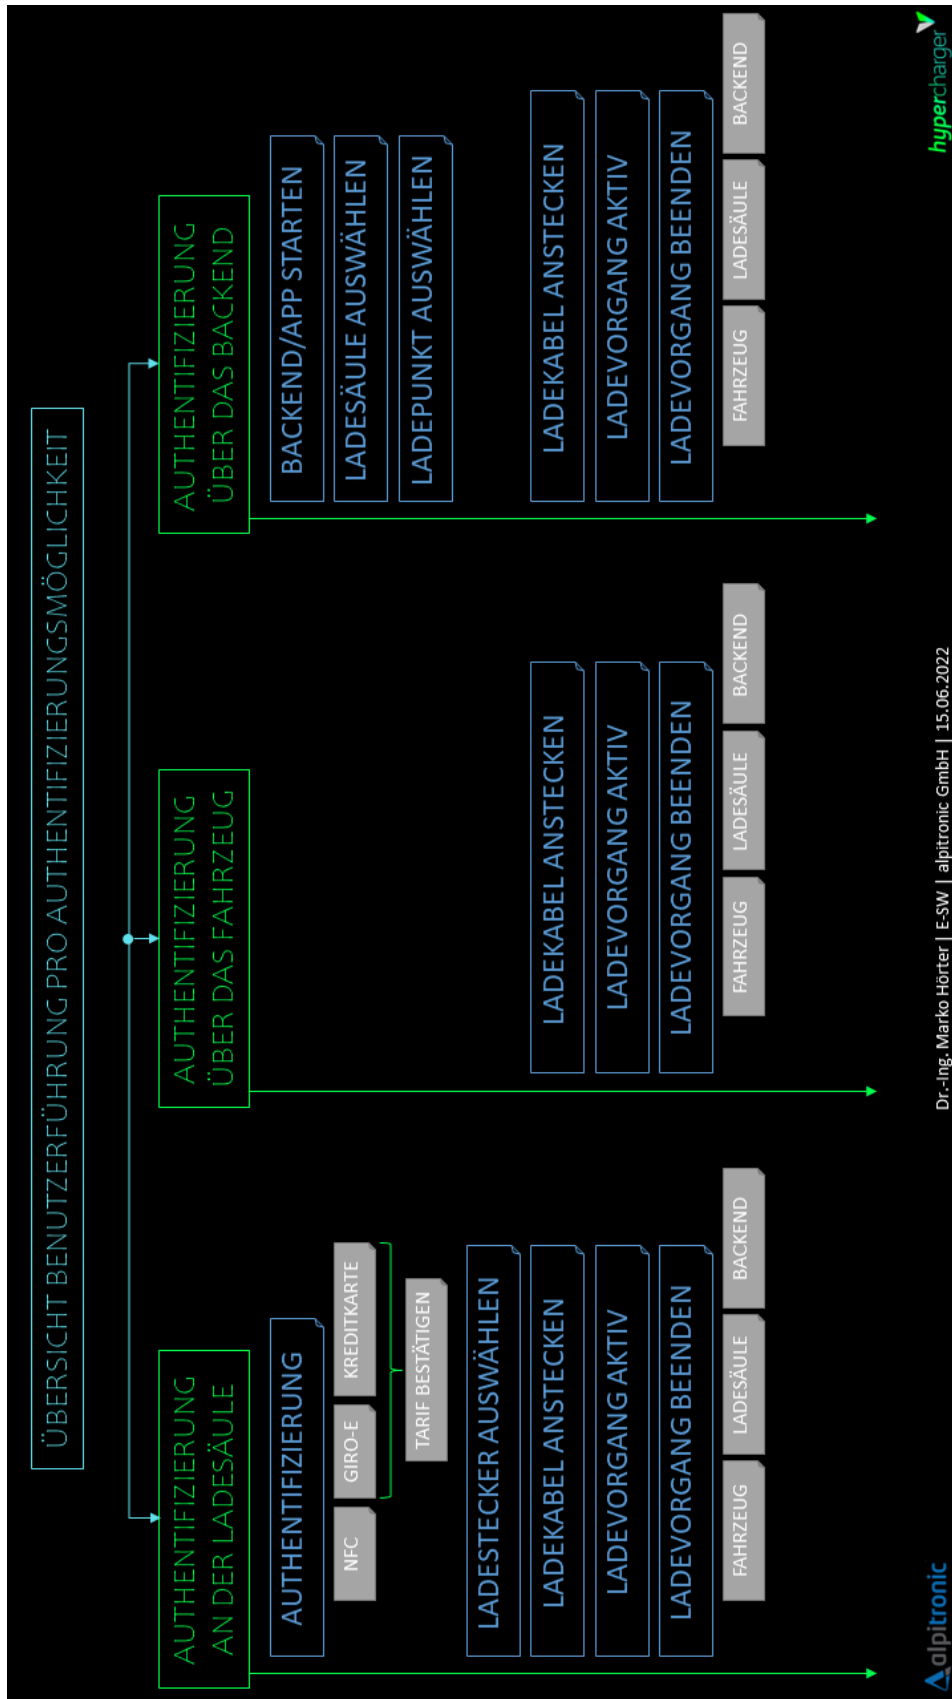 ÜBERSICHT BENUTZERFÜHRUNG PRO AUTHENTIFIZIERUNGSMÖGLICHKEIT
AUTHENTIFIZIERUNG
AN DER LADESÄULE
AUTHENTIFIZIERUNG
NFC
GIRO-E
KREDITKARTE
TARIF BESTÄTIGEN
LADESTECKER AUSWÄHLEN
LADEKABEL ANSTECKEN
LADEVORGANG AKTIV
LADEVORGANG BEENDEN
FAHRZEUG
LADESÄULE
BACKEND
AUTHENTIFIZIERUNG
ÜBER DAS FAHRZEUG
LADEKABEL ANSTECKEN
LADEVORGANG AKTIV
LADEVORGANG BEENDEN
FAHRZEUG
LADESÄULE
BACKEND
AUTHENTIFIZIERUNG
ÜBER DAS BACKEND
BACKEND/APP STARTEN
LADESÄULE AUSWÄHLEN
LADEPUNKT AUSWÄHLEN
LADEKABEL ANSTECKEN
LADEVORGANG AKTIV
LADEVORGANG BEENDEN
FAHRZEUG
LADESÄULE
BACKEND
alpitronic
Dr.-Ing. Marko Hörter | E-SW | alpitronic GmbH | 15.06.2022
hypercharger